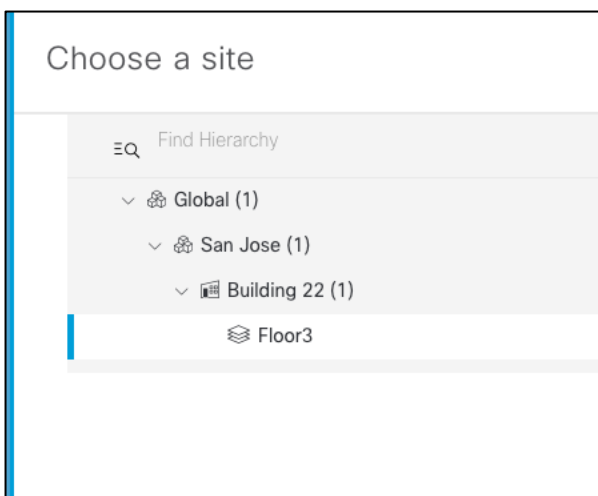 Choose a site
Find Hierarchy
Global (1)
San Jose (1)
Building 22 (1)
Floor3